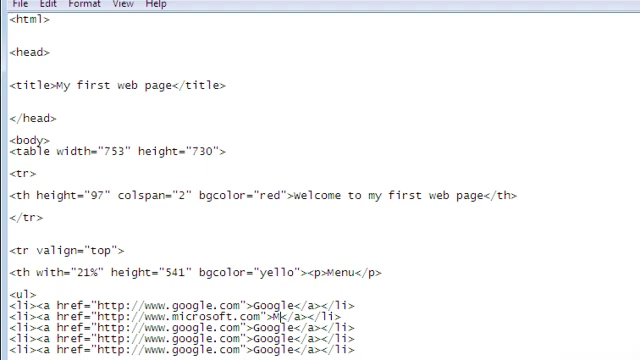 File Edit Format View Help
<html>
<head>
<title>My first web page</title>
</head>
<body>
<table width="753" height="730">
<tr>
<th height="97" colspan="2" bgcolor="red">Welcome to my first web page</th>
</tr>
<tr valign="top">
<th with="21%" height="541" bgcolor="yello"><p>Menu</p>
<ul>
<li><a href="http://www.google.com">Google</a></li>
<li><a href="http://www.microsoft.com">M</a></li>
<li><a href="http://www.google.com">Google</a></li>
<li><a href="http://www.google.com">Google</a></li>
<li><a href="http://www.google.com">Google</a></li>